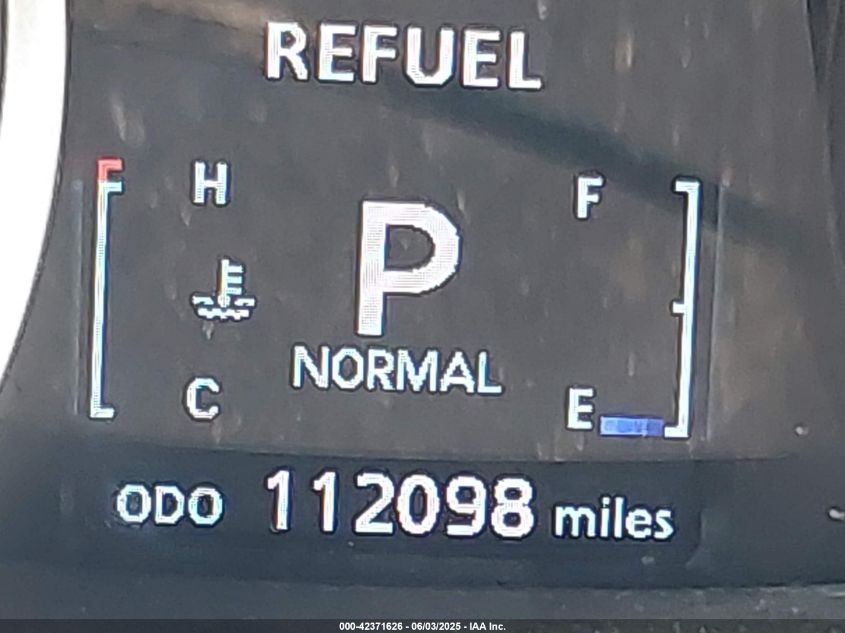 REFUEL
H
F
P
NORMAL
C
E
ODO 112098 miles
000-42371626 - 06/03/2025 - IAA Inc.